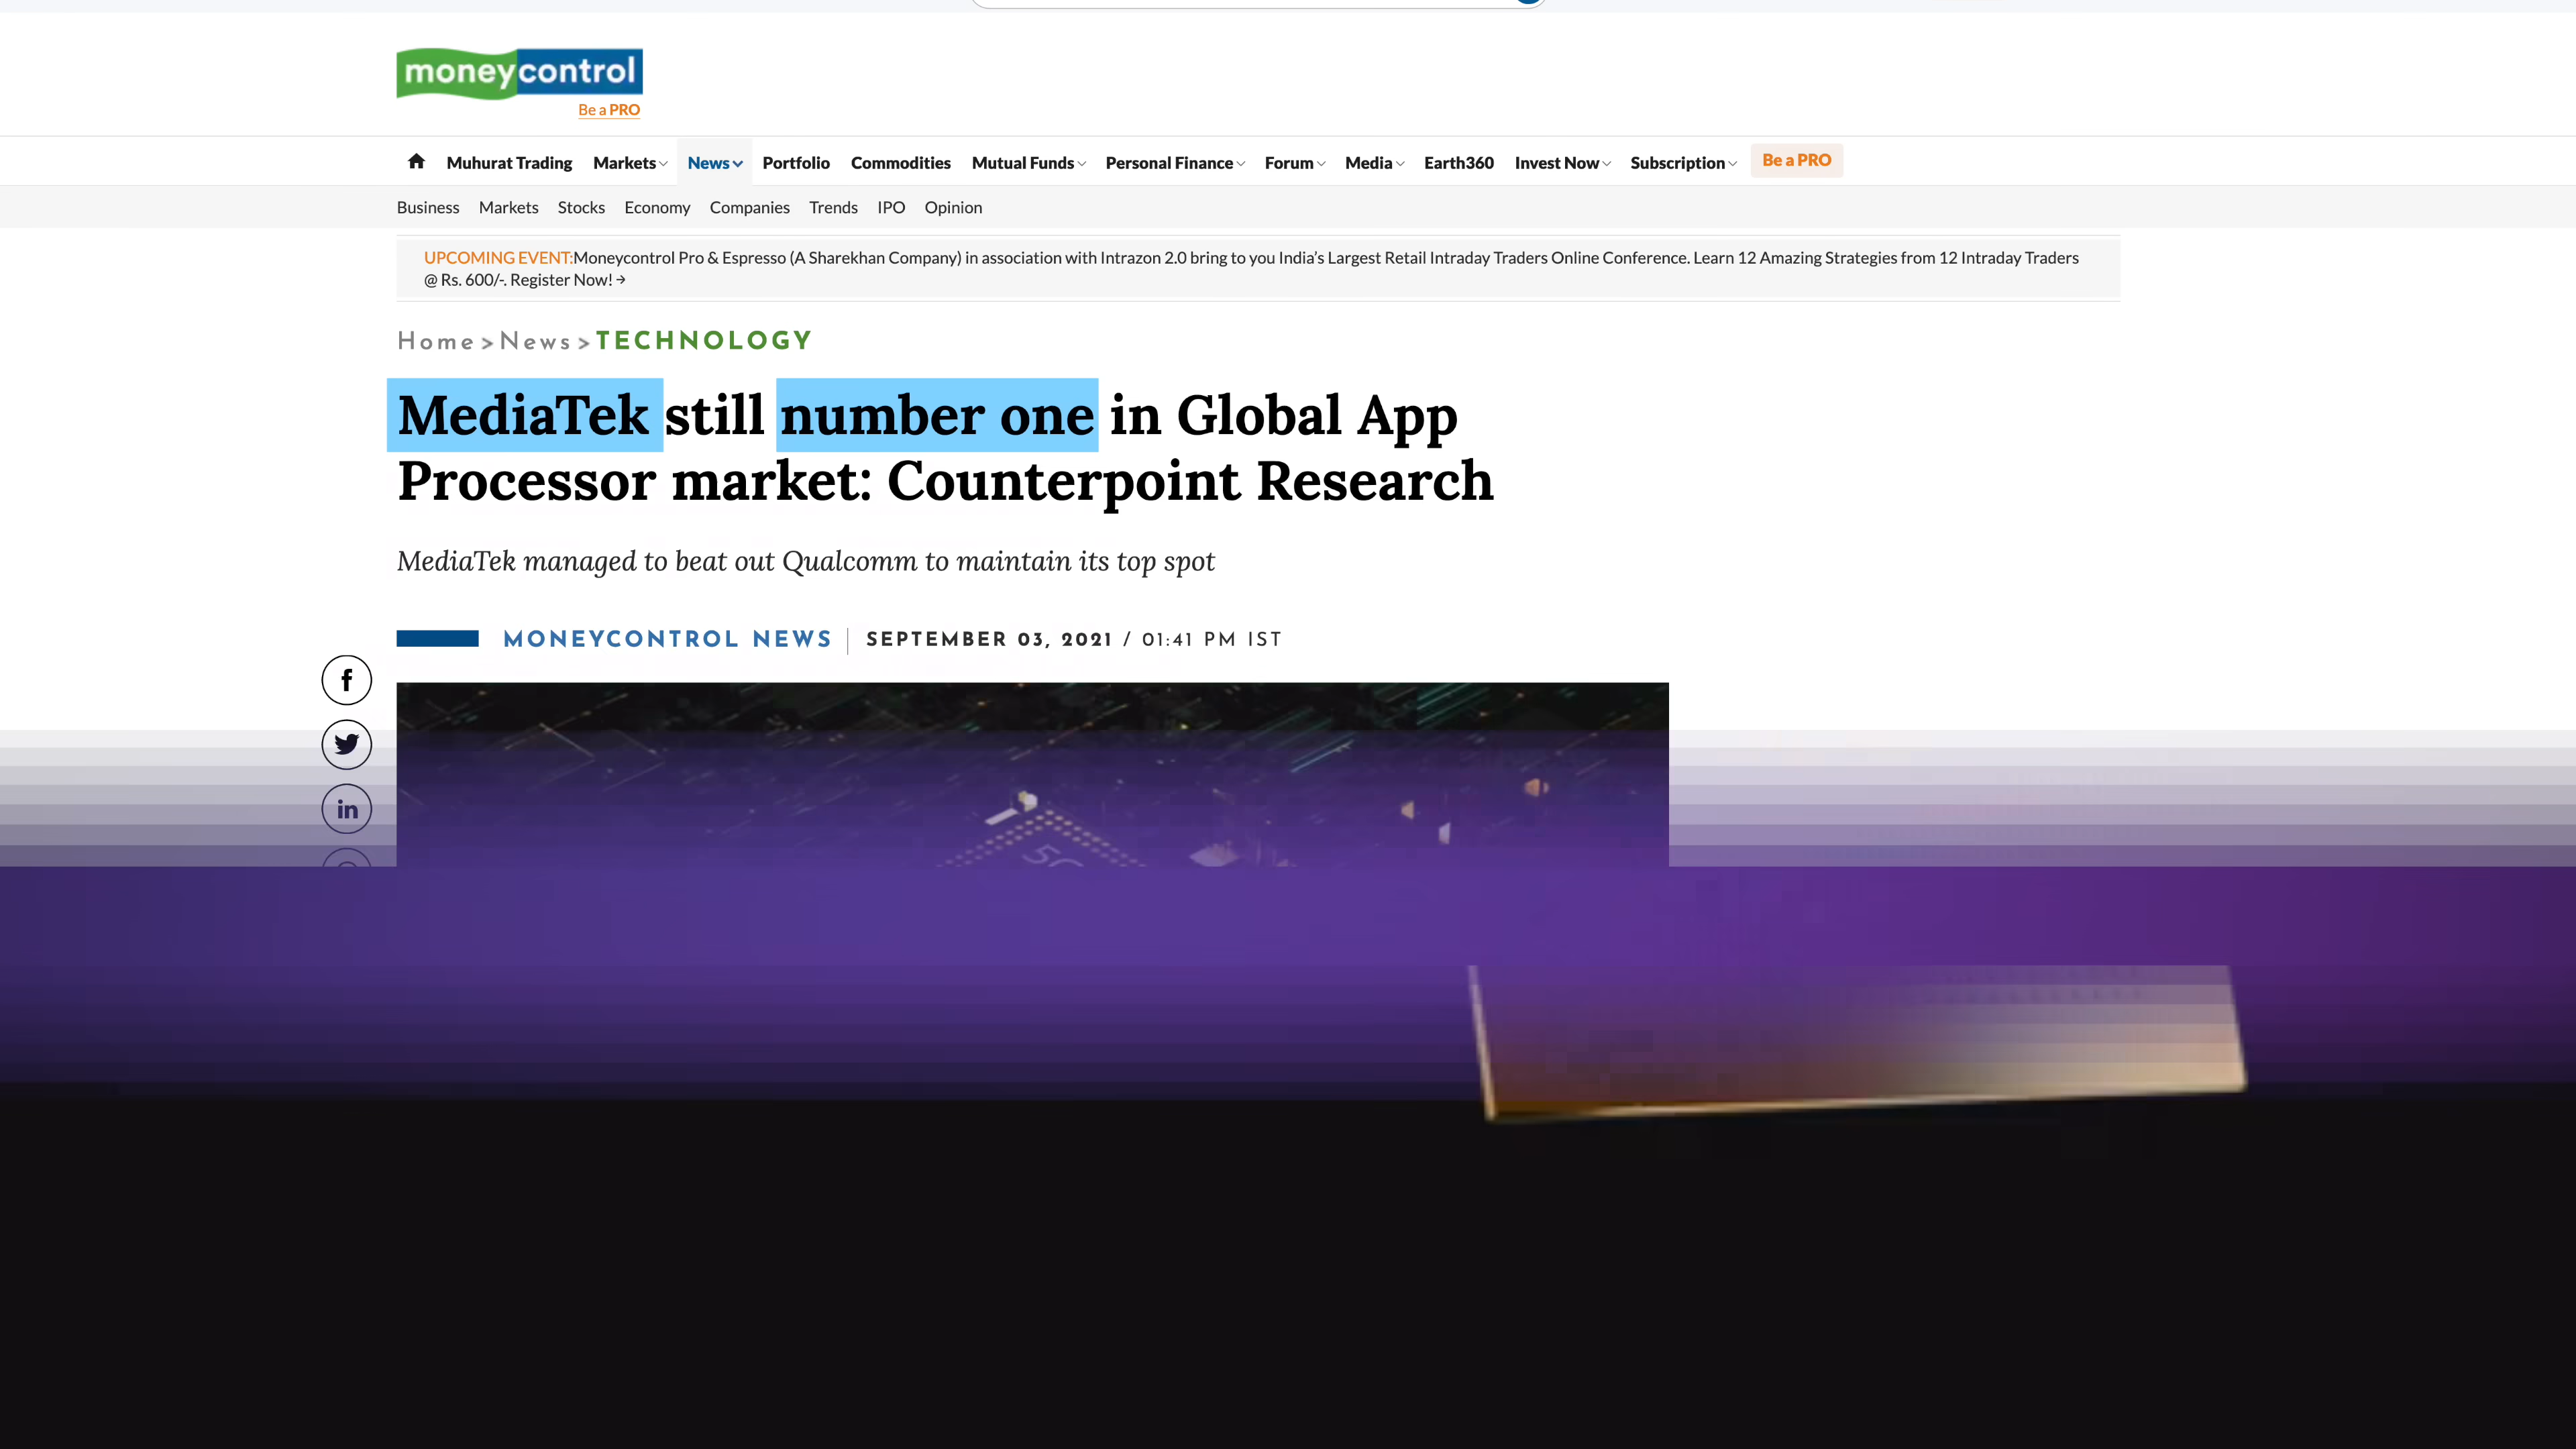 moneycontrol
Be a PRO
Muhurat Trading Markets News Portfolio Commodities Mutual Funds Personal Finance Forum Media Earth360 Invest Now Subscription Be a PRO
Business Markets Stocks Economy Companies Trends IPO Opinion
UPCOMING EVENT:Moneycontrol Pro & Espresso (A Sharekhan Company) in association with Intrazon 2.0 bring to you India's Largest Retail Intraday Traders Online Conference. Learn 12 Amazing Strategies from 12 Intraday Traders
@ Rs. 600/-. Register Now! →
Home > News > TECHNOLOGY
MediaTek still number one in Global App
Processor market: Counterpoint Research
MediaTek managed to beat out Qualcomm to maintain its top spot
MONEYCONTROL NEWS | SEPTEMBER 03, 2021 / 01:41 PM IST
f
in